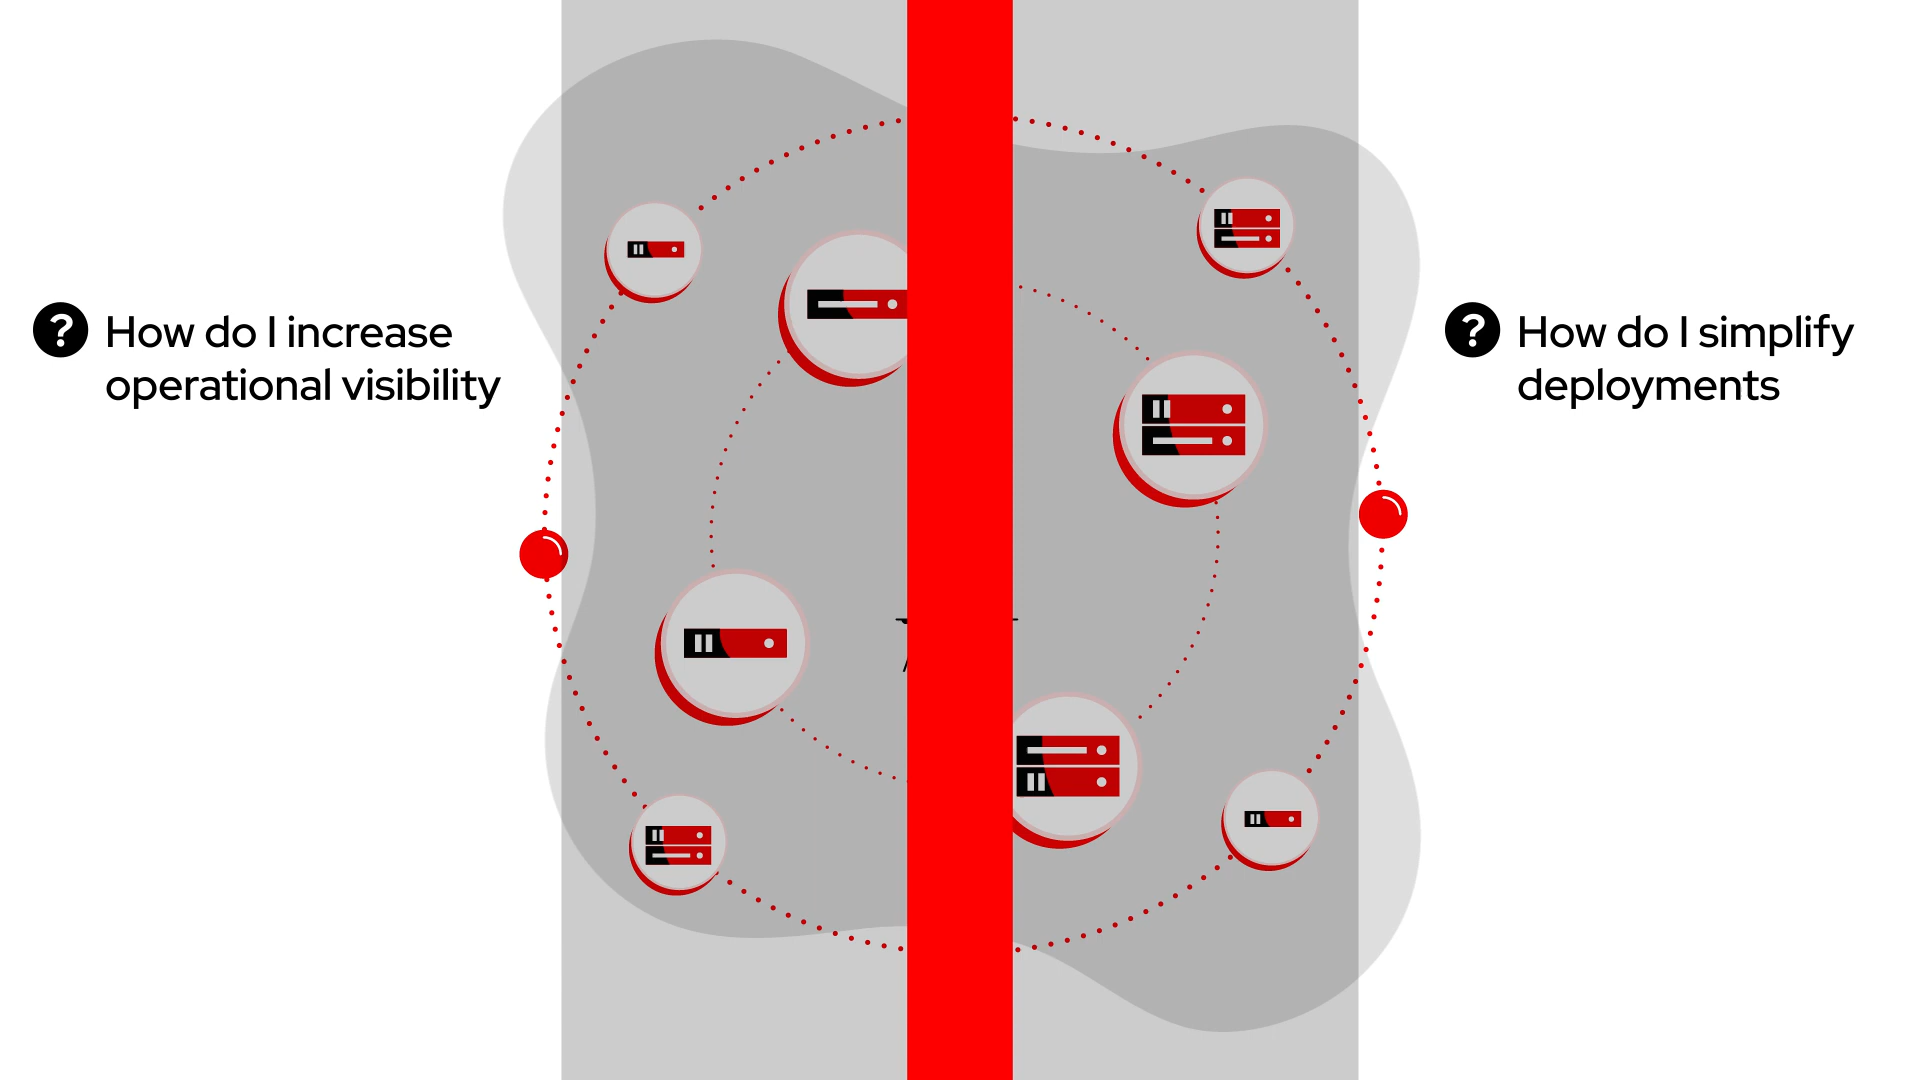 How do I increase
operational visibility
How do I simplify
deployments